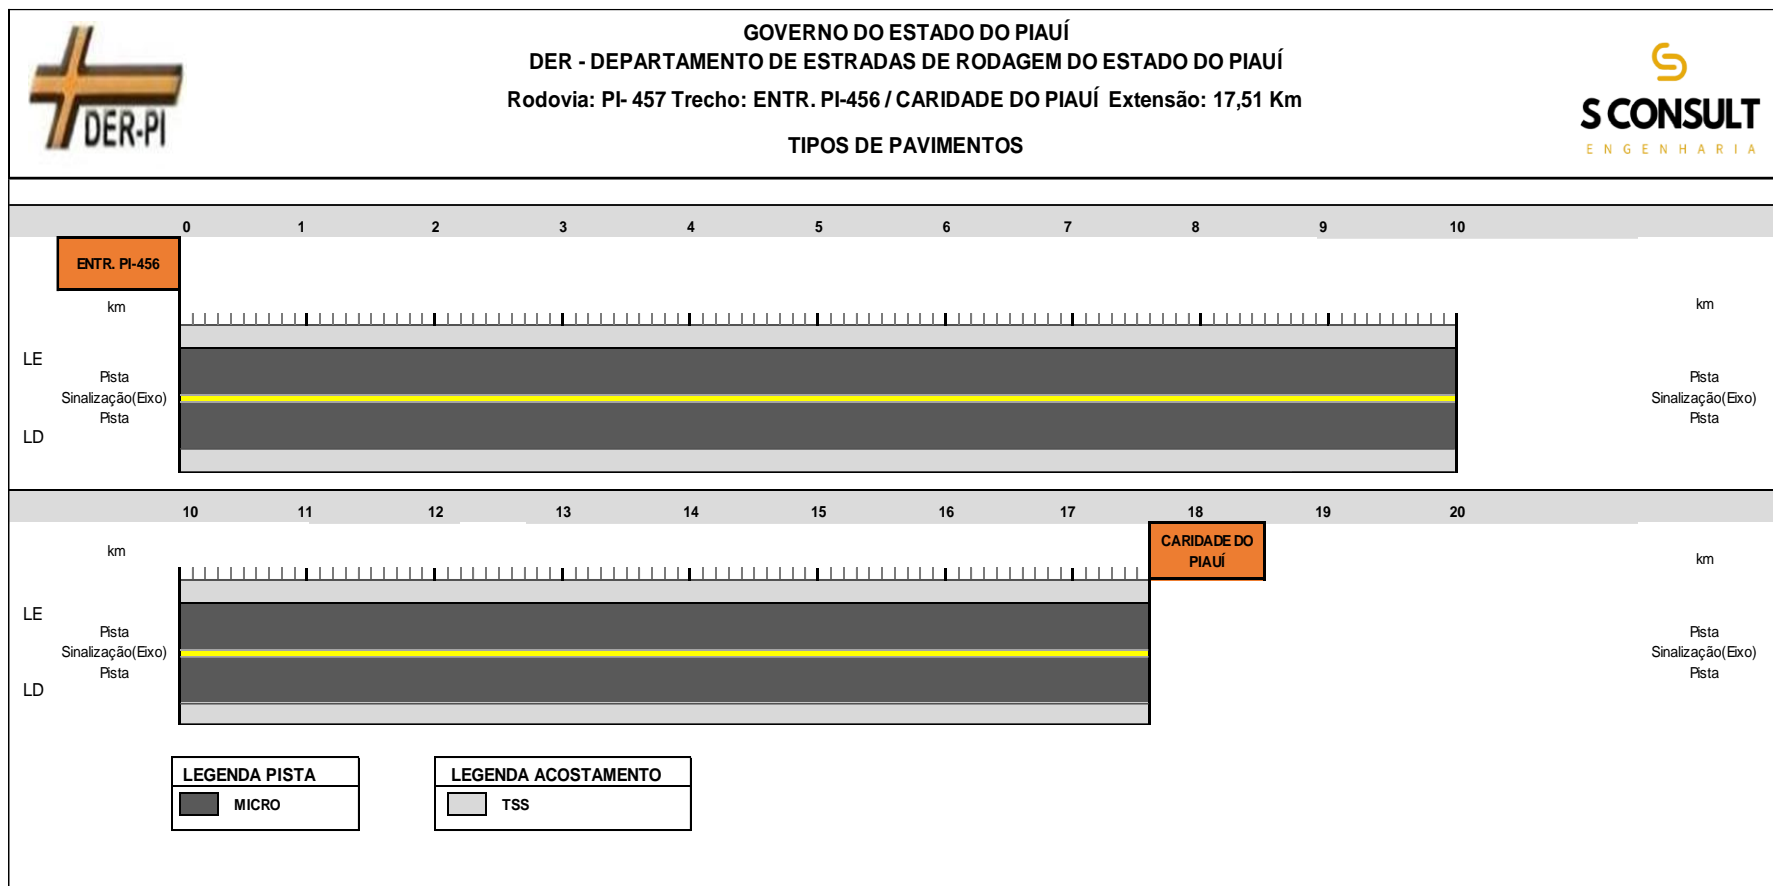 DER-PI
GOVERNO DO ESTADO DO PIAUÍ
DER - DEPARTAMENTO DE ESTRADAS DE RODAGEM DO ESTADO DO PIAUÍ
Rodovia: PI- 457 Trecho: ENTR. PI-456 / CARIDADE DO PIAUÍ Extensão: 17,51 Km
TIPOS DE PAVIMENTOS
S CONSULT
ENGENHARIA
0 1 2 3 4 5 6 7 8 9 10
ENTR. PI-456
km km
LE
Pista Pista
Sinalização(Eixo) Sinalização(Eixo)
Pista Pista
LD
10 11 12 13 14 15 16 17 18 19 20
CARIDADE DO
PIAUÍ
km km
LE
Pista Pista
Sinalização(Eixo) Sinalização(Eixo)
Pista Pista
LD
LEGENDA PISTA LEGENDA ACOSTAMENTO
MICRO TSS